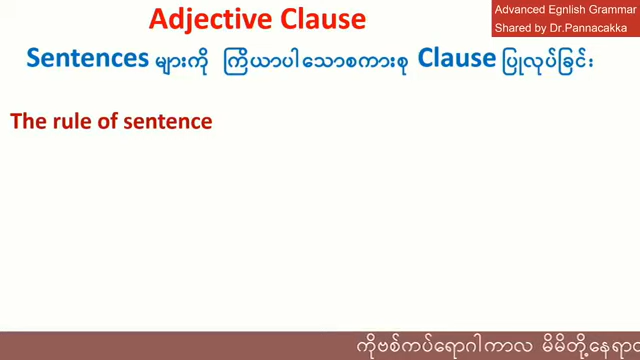 Adjective Clause
Advanced Egnlish Grammar
Shared by Dr.Pannacakka
Sentences များကို ကြိယာပါသောစကားစု Clause ပြုလုပ်ခြင်း
The rule of sentence
ကိုဗစ်ကပ်ရောဂါကာလ မိမိတို့နေရာ